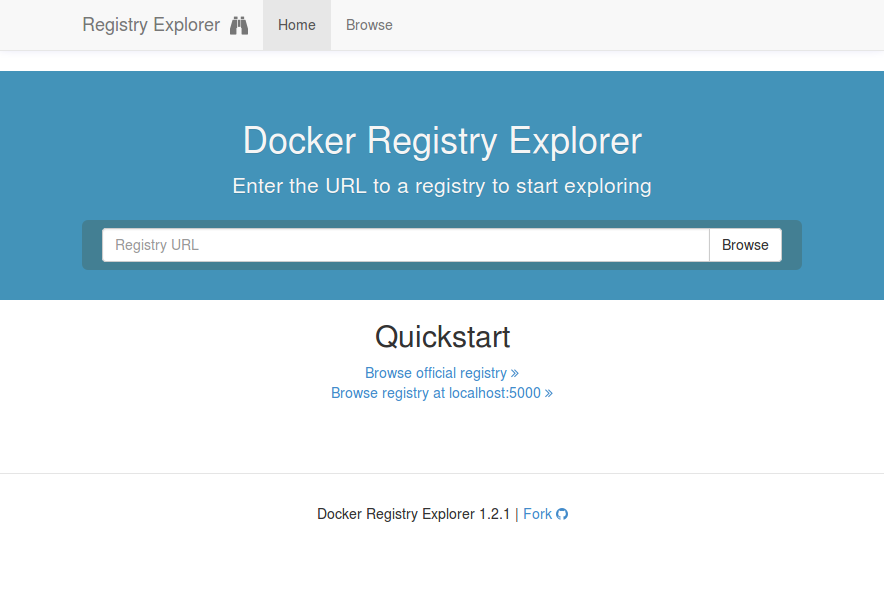 Registry Explorer Home Browse
Docker Registry Explorer
Enter the URL to a registry to start exploring
Registry URL Browse
Quickstart
Browse official registry »
Browse registry at localhost:5000 »
Docker Registry Explorer 1.2.1 | Fork